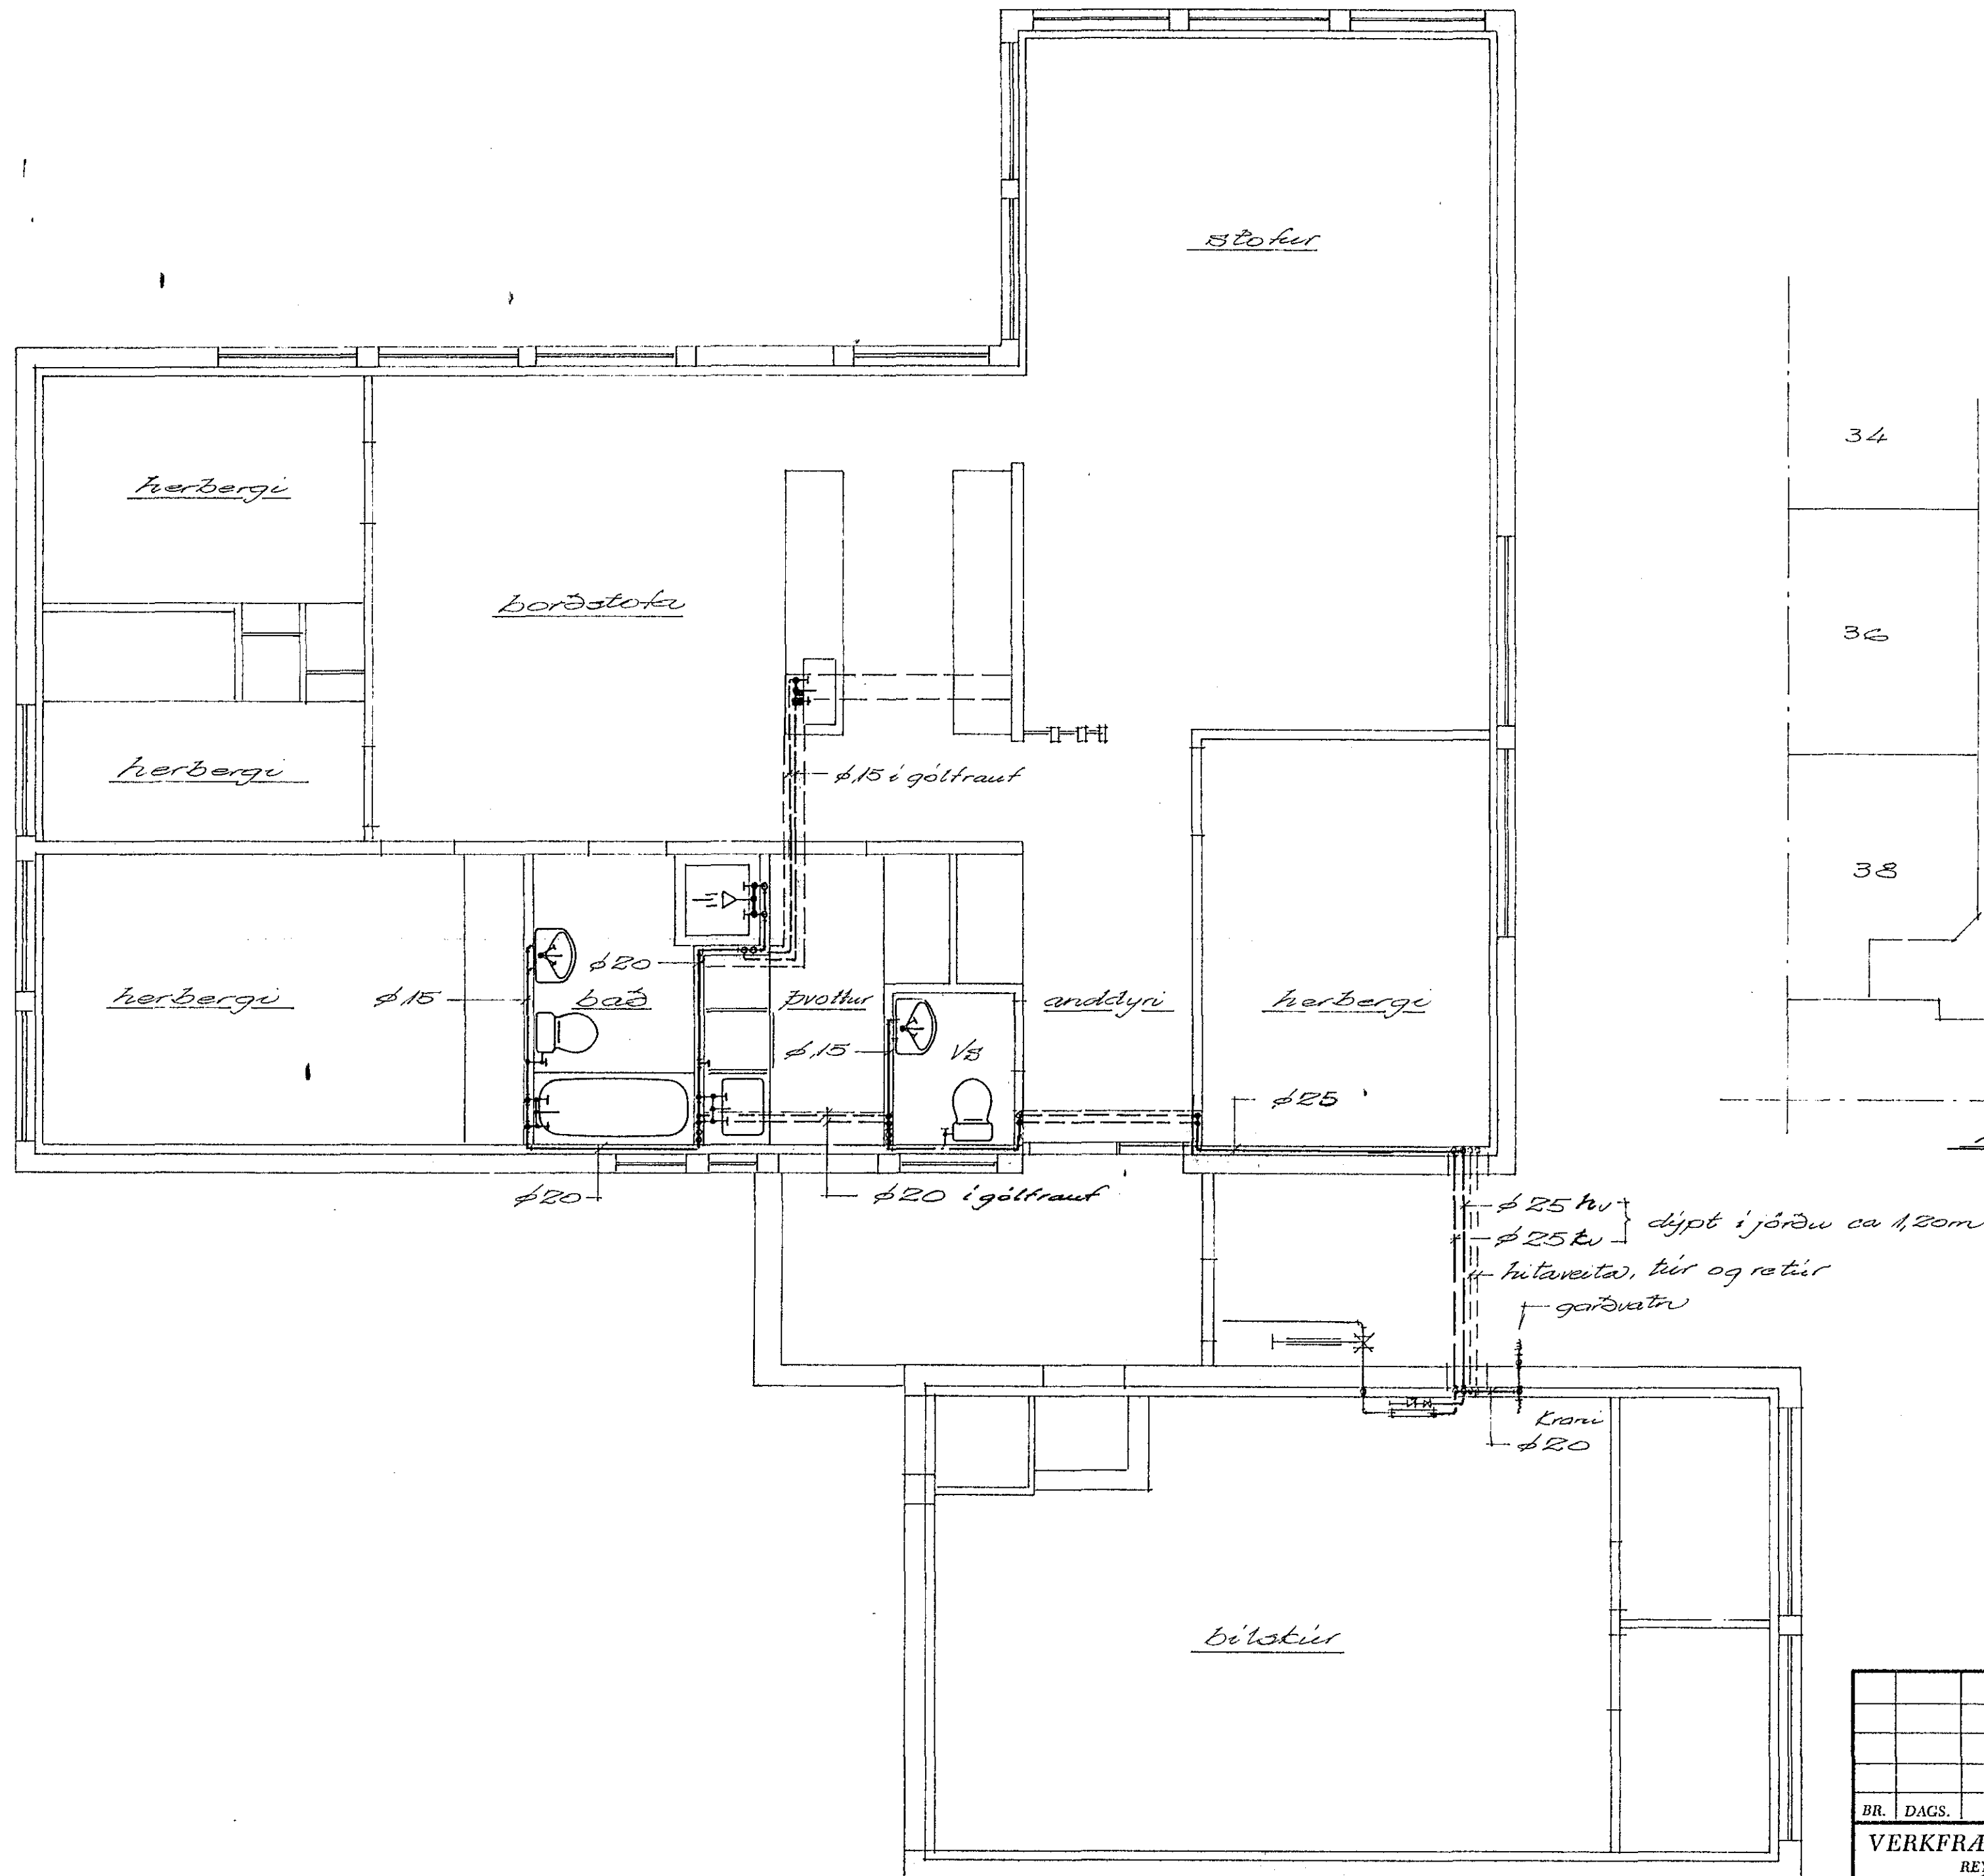 stofur
34
herbergi
borðstofa
36
herbergi
ø15 í gólfrauf
38
ø20
herbergi
ø15
bað
þvottur
anddyri
herbergi
ø15
VS
ø25
ø20
ø20 í gólfrauf
ø25 hv
ø25 kv
dýpt í jörðu ca 1,20m
hitaveita, túr og retúr
garðvatn
Krani
ø20
bílskúr
BR. DAGS.
VERKFRÆ
RE